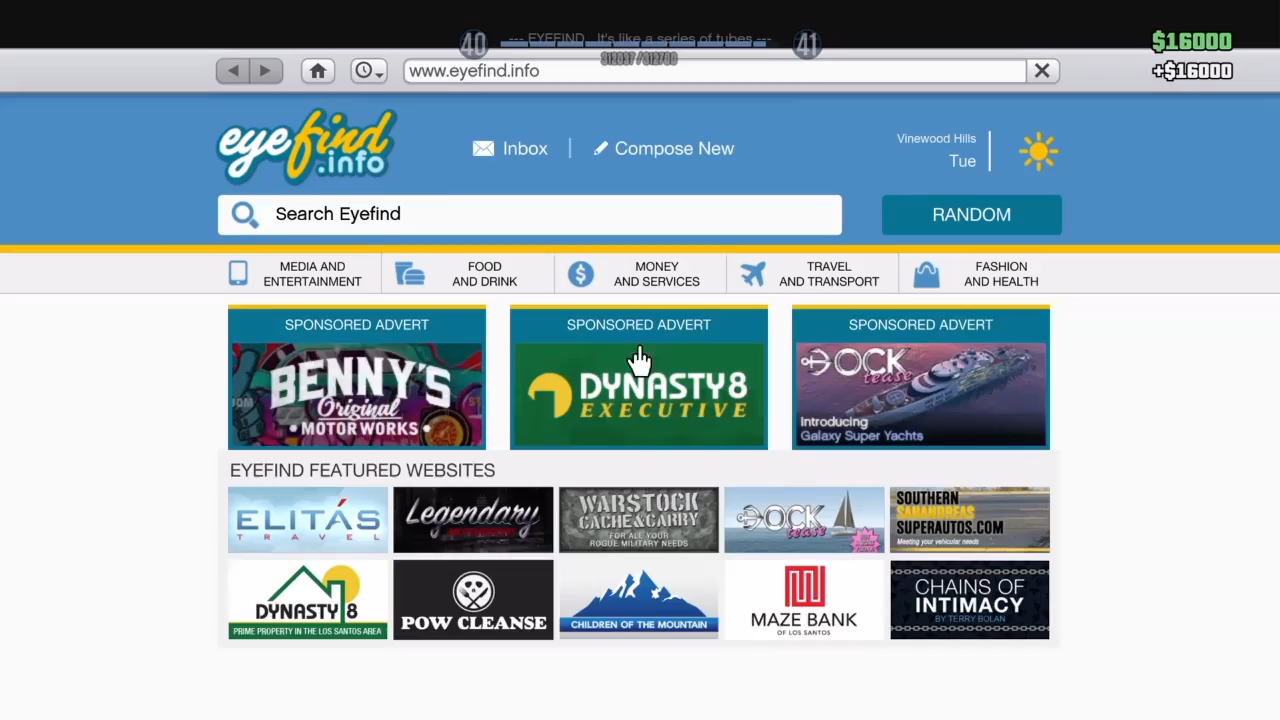 40
--- EYEFIND...It's like a series of tubes ---
41
$16000
+$16000
www.eyefind.info
eyefind
.info
Inbox
Compose New
Vinewood Hills
Tue
Search Eyefind
RANDOM
MEDIA AND
ENTERTAINMENT
FOOD
AND DRINK
MONEY
AND SERVICES
TRAVEL
AND TRANSPORT
FASHION
AND HEALTH
SPONSORED ADVERT
BENNY'S
Original
• MOTOR WORKS •
SPONSORED ADVERT
DYNASTY 8
EXECUTIVE
SPONSORED ADVERT
DOCK
tease
Introducing
Galaxy Super Yachts
EYEFIND FEATURED WEBSITES
ELITÁS
TRAVEL
Legendary
WARSTOCK
CACHE & CARRY
FOR ALL YOUR
ROGUE MILITARY NEEDS
DOCK
tease
SOUTHERN
SANANDREAS
SUPERAUTOS.COM
Meeting your vehicular needs
DYNASTY 8
PRIME PROPERTY IN THE LOS SANTOS AREA
POW CLEANSE
CHILDREN OF THE MOUNTAIN
MAZE BANK
OF LOS SANTOS
CHAINS OF
INTIMACY
BY TERRY BOLAN